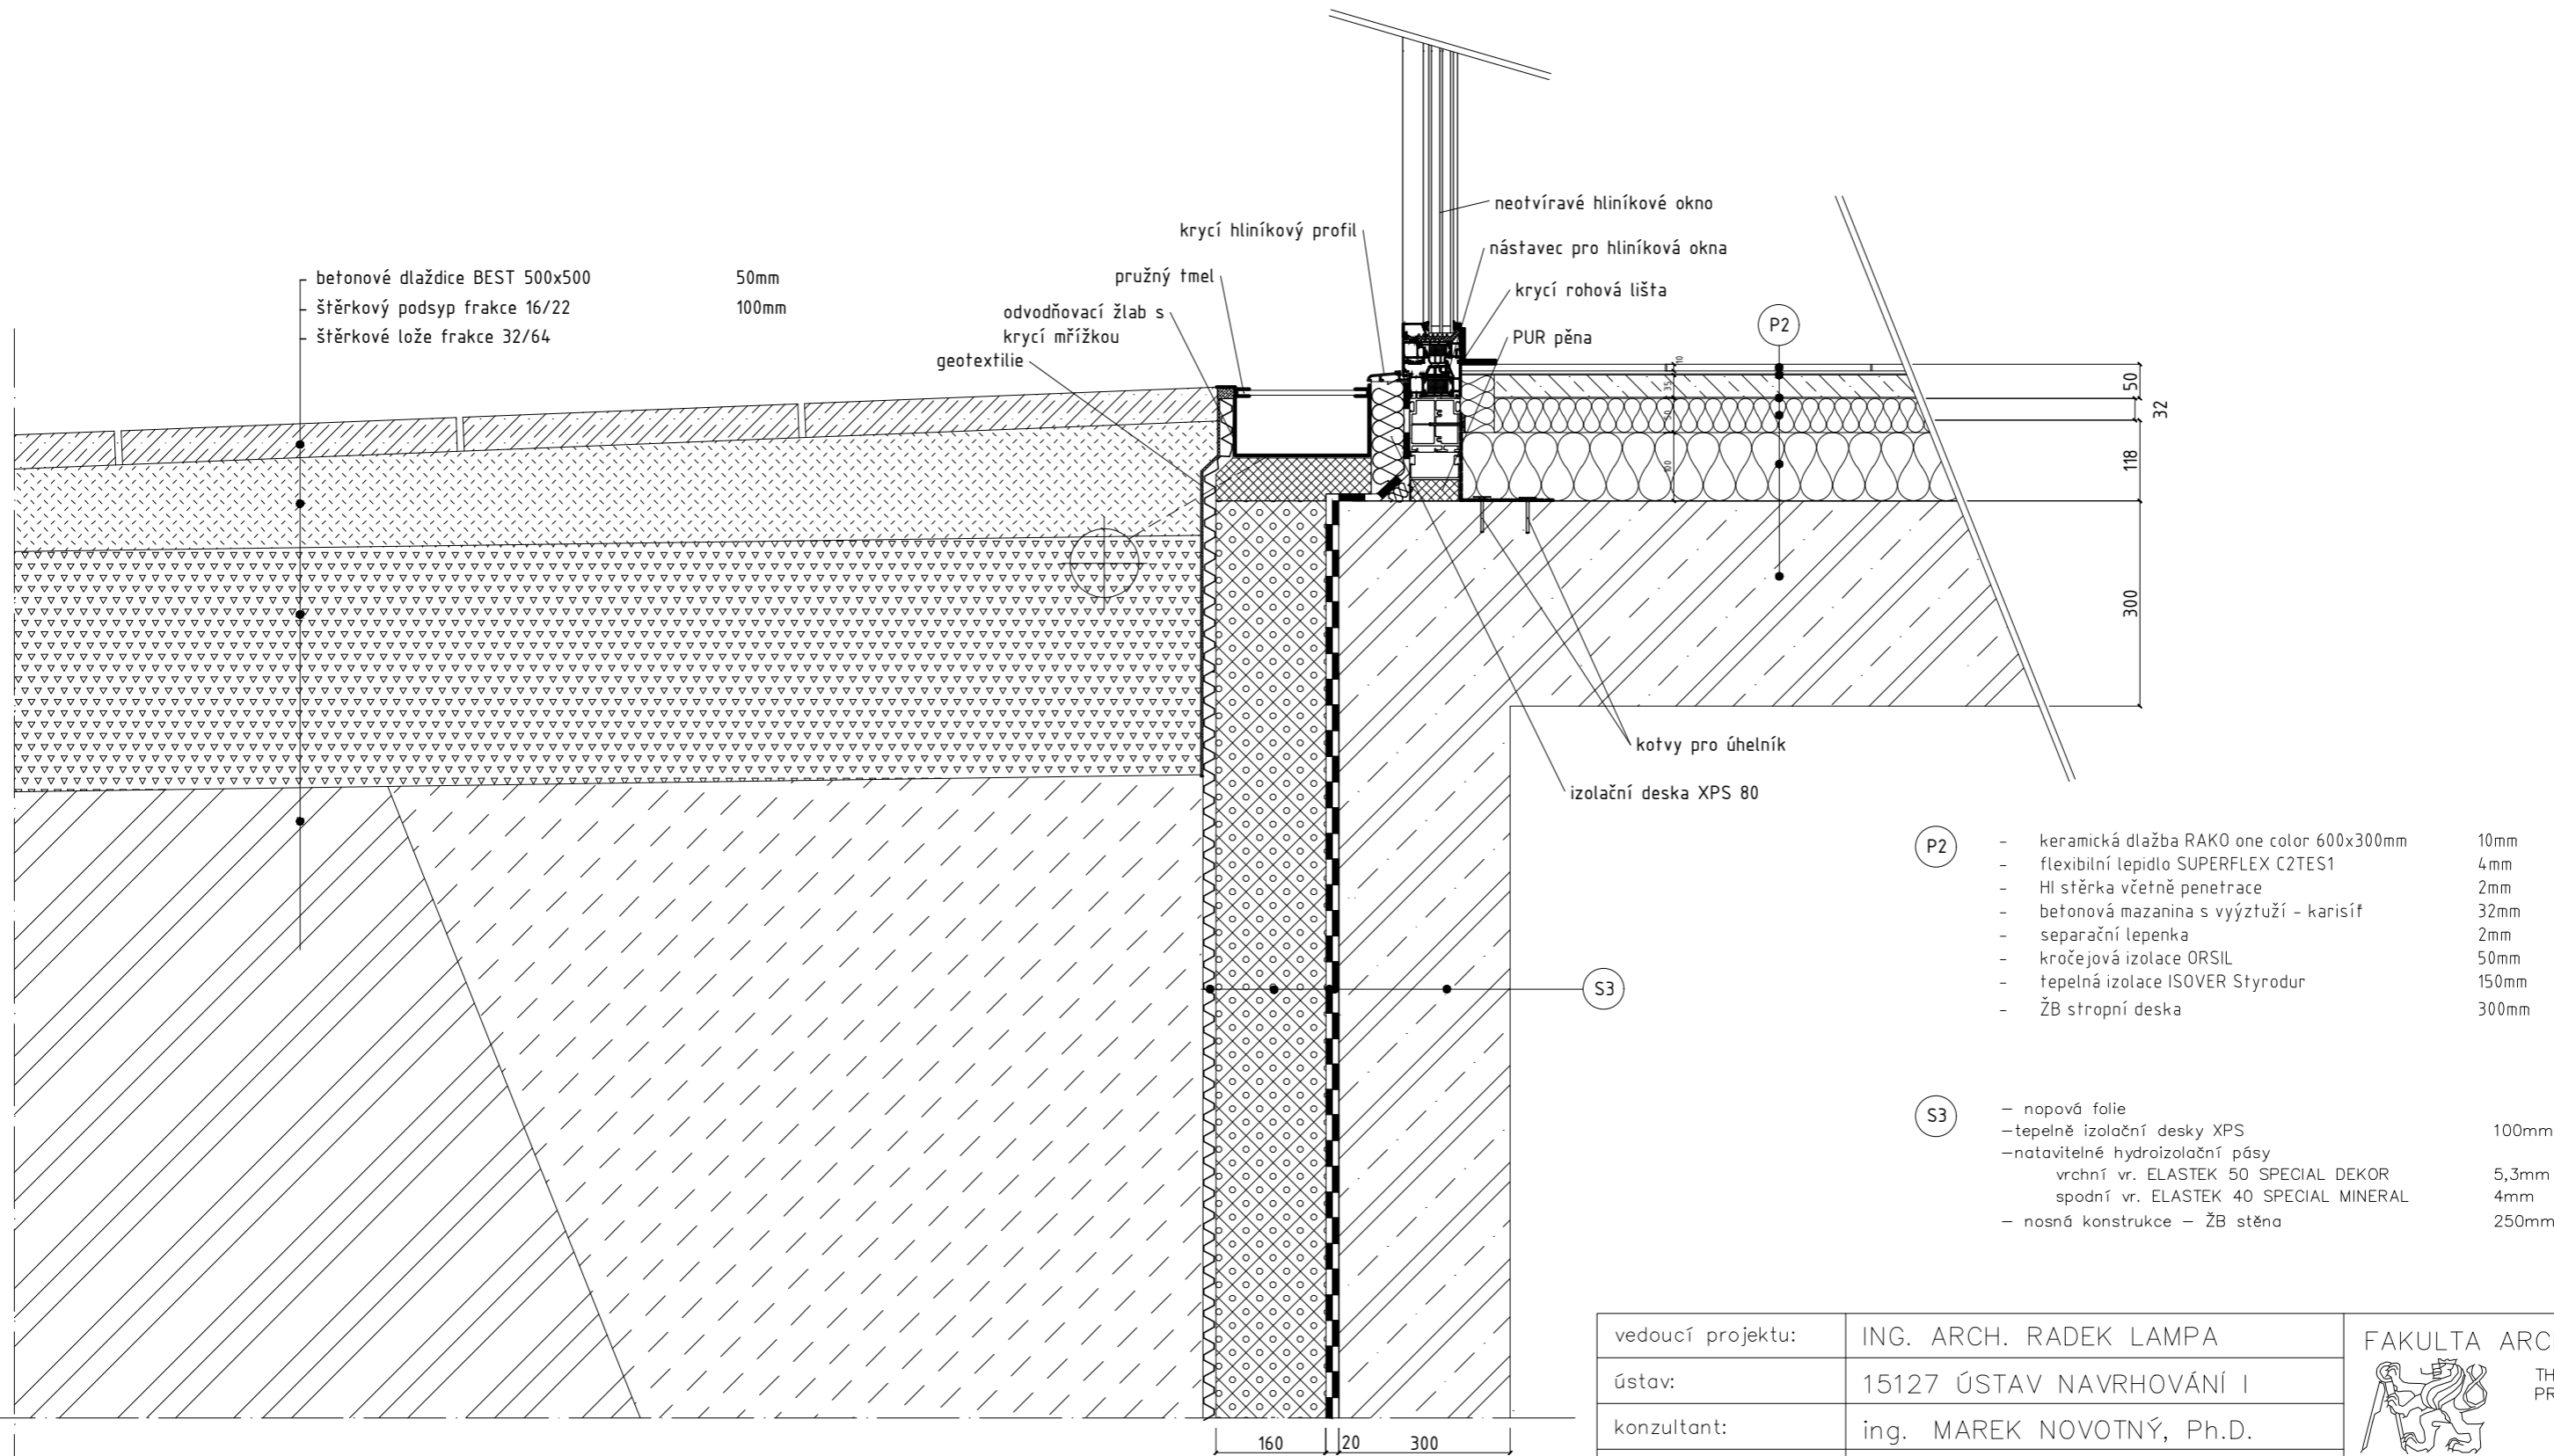 neotvíravé hliníkové okno
krycí hliníkový profil
nástavec pro hliníková okna
pružný tmel
krycí rohová lišta
odvodňovací žlab s
krycí mřížkou
PUR pěna
geotextilie
betonové dlaždice BEST 500x500 50mm
štěrkový podsyp frakce 16/22 100mm
štěrkové lože frakce 32/64
P2
10
35
50
100
50
32
118
300
kotvy pro úhelník
izolační deska XPS 80
P2
- keramická dlažba RAKO one color 600x300mm 10mm
- flexibilní lepidlo SUPERFLEX C2TES1 4mm
- HI stěrka včetně penetrace 2mm
- betonová mazanina s vyýztuží - karisíť 32mm
- separační lepenka 2mm
- kročejová izolace ORSIL 50mm
- tepelná izolace ISOVER Styrodur 150mm
- ŽB stropní deska 300mm
S3
S3
- nopová folie
-tepelně izolační desky XPS 100mm
-natavitelné hydroizolační pásy
vrchní vr. ELASTEK 50 SPECIAL DEKOR 5,3mm
spodní vr. ELASTEK 40 SPECIAL MINERAL 4mm
- nosná konstrukce - ŽB stěna 250mm
160 20 300
vedoucí projektu: ING. ARCH. RADEK LAMPA
ústav: 15127 ÚSTAV NAVRHOVÁNÍ I
konzultant: ing. MAREK NOVOTNÝ, Ph.D.
FAKULTA ARC
TH
PR